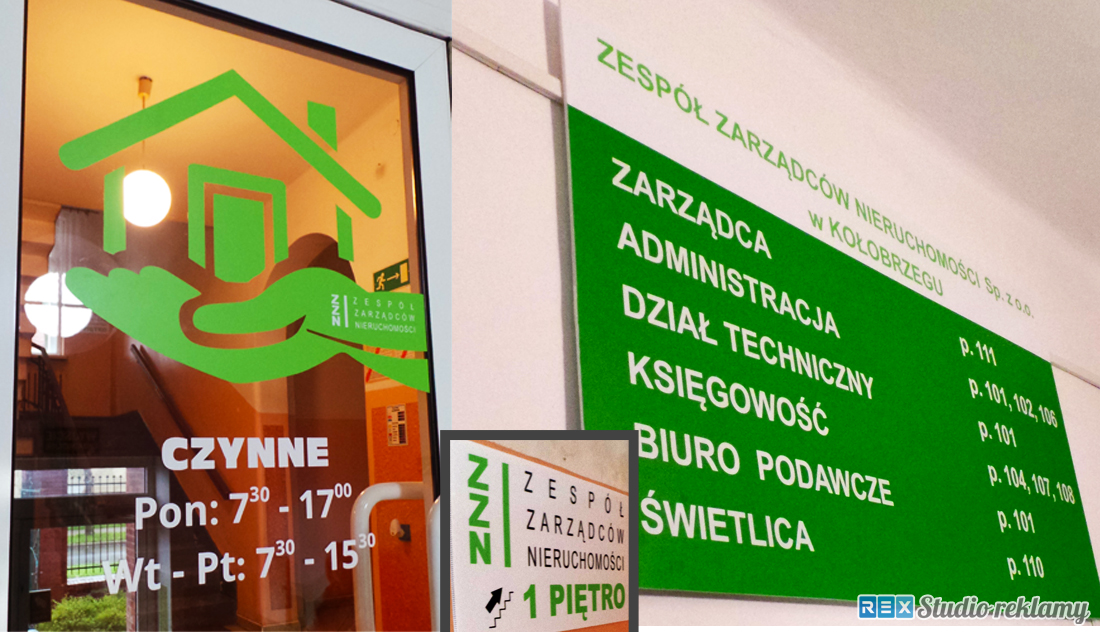 ZZN
ZESPÓŁ
ZARZĄDCÓW
NIERUCHOMOŚCI
CZYNNE
Pon: 7³⁰ - 17⁰⁰
Wt - Pt: 7³⁰ - 15³⁰
ZZN
ZESPÓŁ
ZARZĄDCÓW
NIERUCHOMOŚCI
1 PIĘTRO
ZESPÓŁ ZARZĄDCÓW NIERUCHOMOŚCI Sp. z o.o.
w KOŁOBRZEGU
ZARZĄDCA p. 111
ADMINISTRACJA p. 101, 102, 106
DZIAŁ TECHNICZNY p. 101
KSIĘGOWOŚĆ p. 104, 107, 108
BIURO PODAWCZE p. 101
ŚWIETLICA p. 110
REX Studio reklamy